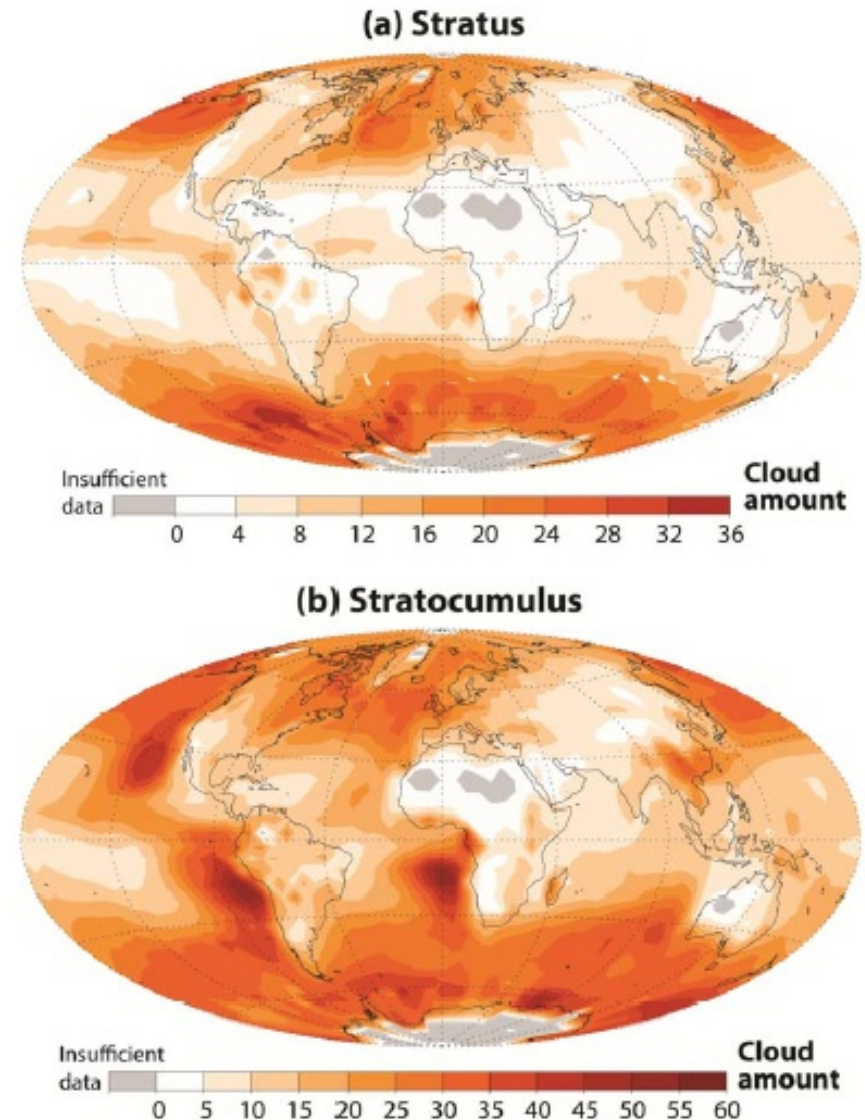 (a) Stratus
Insufficient data
Cloud amount
0 4 8 12 16 20 24 28 32 36
(b) Stratocumulus
Insufficient data
Cloud amount
0 5 10 15 20 25 30 35 40 45 50 55 60